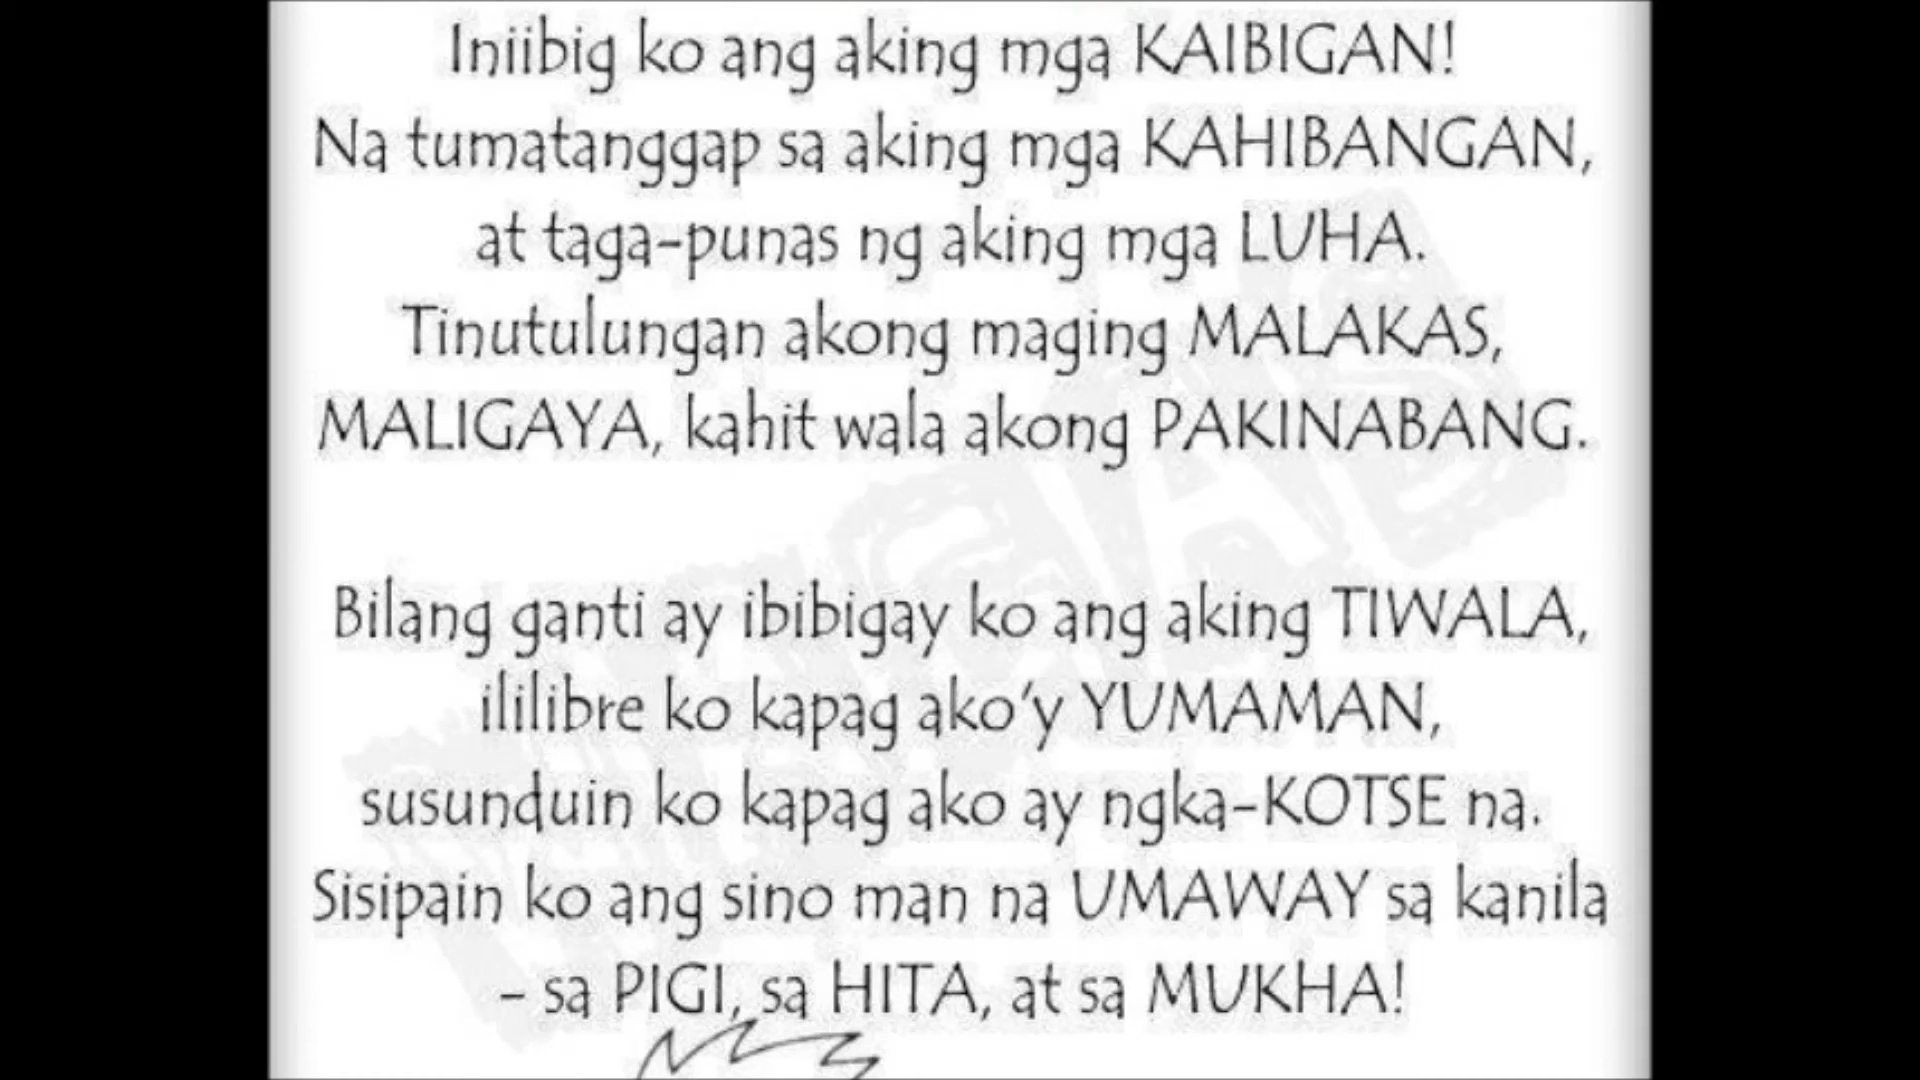 Iniibig ko ang aking mga KAIBIGAN!
Na tumatanggap sa aking mga KAHIBANGAN,
at taga-punas ng aking mga LUHA.
Tinutulungan akong maging MALAKAS,
MALIGAYA, kahit wala akong PAKINABANG.
Bilang ganti ay ibibigay ko ang aking TIWALA,
ililibre ko kapag ako'y YUMAMAN,
susunduin ko kapag ako ay ngka-KOTSE na.
Sisipain ko ang sino man na UMAWAY sa kanila
- sa PIGI, sa HITA, at sa MUKHA!